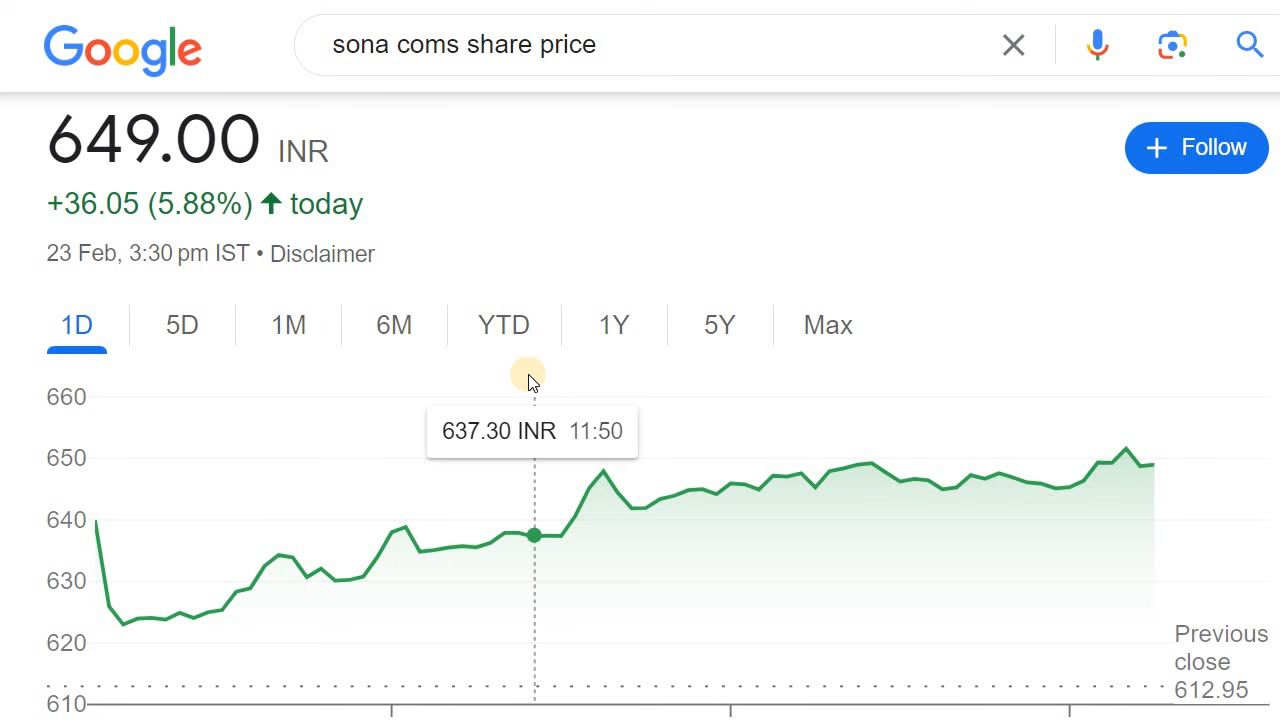 Google
sona coms share price
649.00 INR
+ Follow
+36.05 (5.88%) ↑ today
23 Feb, 3:30 pm IST • Disclaimer
1D 5D 1M 6M YTD 1Y 5Y Max
660
637.30 INR 11:50
650
640
630
620
610
Previous
close
612.95